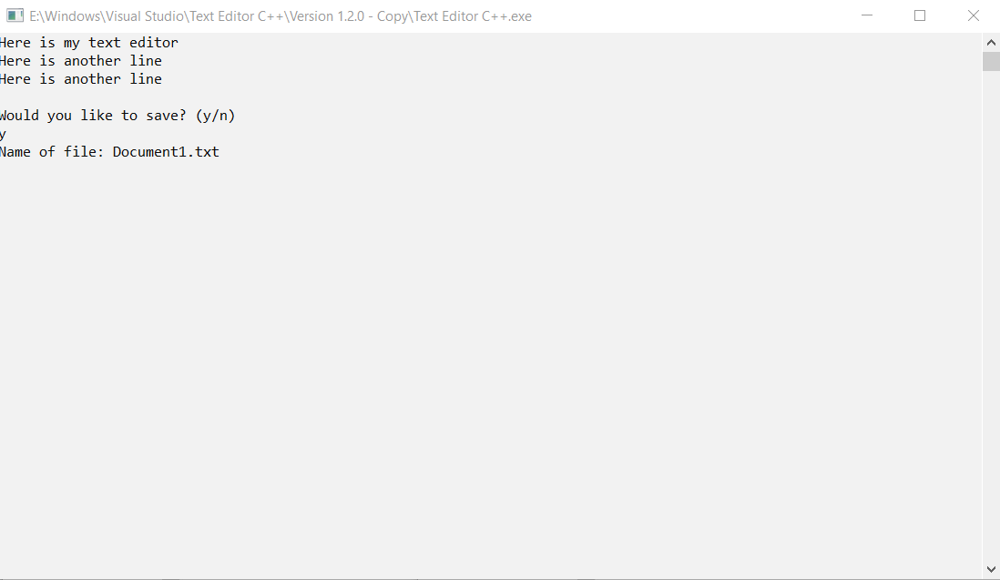 E:\Windows\Visual Studio\Text Editor C++\Version 1.2.0 - Copy\Text Editor C++.exe
Here is my text editor
Here is another line
Here is another line
Would you like to save? (y/n)
y
Name of file: Document1.txt